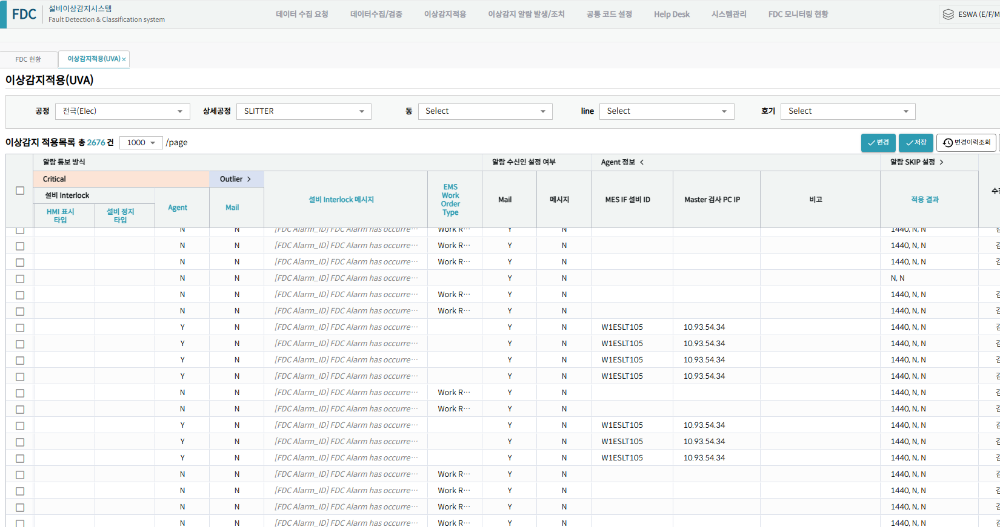 FDC 설비이상감지시스템
Fault Detection & Classification system
데이터 수집 요청 데이터수집/검증 이상감지적용 이상감지 알람 발생/조치 공통 코드 설정 Help Desk 시스템관리 FDC 모니터링 현황 ESWA (E/F/M
FDC 현황 이상감지적용(UVA) ×
이상감지적용(UVA)
공정 전극(Elec) 상세공정 SLITTER 동 Select line Select 호기 Select
이상감지 적용목록 총 2676 건 1000 /page 변경 저장 변경이력조회
알람 통보 방식 알람 수신인 설정 여부 Agent 정보 < 알람 SKIP 설정 >
Critical Outlier >
설비 Interlock
HMI 표시 타입 설비 정지 타입 Agent Mail 설비 Interlock 메시지 EMS Work Order Type Mail 메시지 MES IF 설비 ID Master 검사 PC IP 비고 적용 결과
N N [FDC Alarm_ID] FDC Alarm has occurre··· Work R··· Y N 1440, N, N
N N [FDC Alarm_ID] FDC Alarm has occurre··· Work R··· Y N 1440, N, N
N N [FDC Alarm_ID] FDC Alarm has occurre··· Work R··· Y N 1440, N, N
N N [FDC Alarm_ID] FDC Alarm has occurre··· Y N N, N
N N [FDC Alarm_ID] FDC Alarm has occurre··· Work R··· Y N 1440, N, N
N N [FDC Alarm_ID] FDC Alarm has occurre··· Work R··· Y N 1440, N, N
Y N [FDC Alarm_ID] FDC Alarm has occurre··· Y N W1ESLT105 10.93.54.34 1440, N, N
Y N [FDC Alarm_ID] FDC Alarm has occurre··· Y N W1ESLT105 10.93.54.34 1440, N, N
Y N [FDC Alarm_ID] FDC Alarm has occurre··· Y N W1ESLT105 10.93.54.34 1440, N, N
Y N [FDC Alarm_ID] FDC Alarm has occurre··· Y N W1ESLT105 10.93.54.34 1440, N, N
N N [FDC Alarm_ID] FDC Alarm has occurre··· Work R··· Y N 1440, N, N
N N [FDC Alarm_ID] FDC Alarm has occurre··· Work R··· Y N 1440, N, N
Y N [FDC Alarm_ID] FDC Alarm has occurre··· Y N W1ESLT105 10.93.54.34 1440, N, N
Y N [FDC Alarm_ID] FDC Alarm has occurre··· Y N W1ESLT105 10.93.54.34 1440, N, N
Y N [FDC Alarm_ID] FDC Alarm has occurre··· Y N W1ESLT105 10.93.54.34 1440, N, N
N N [FDC Alarm_ID] FDC Alarm has occurre··· Work R··· Y N 1440, N, N
N N [FDC Alarm_ID] FDC Alarm has occurre··· Work R··· Y N 1440, N, N
N N [FDC Alarm_ID] FDC Alarm has occurre··· Work R··· Y N 1440, N, N
N N [FDC Alarm_ID] FDC Alarm has occurre··· Work R··· Y N 1440, N, N